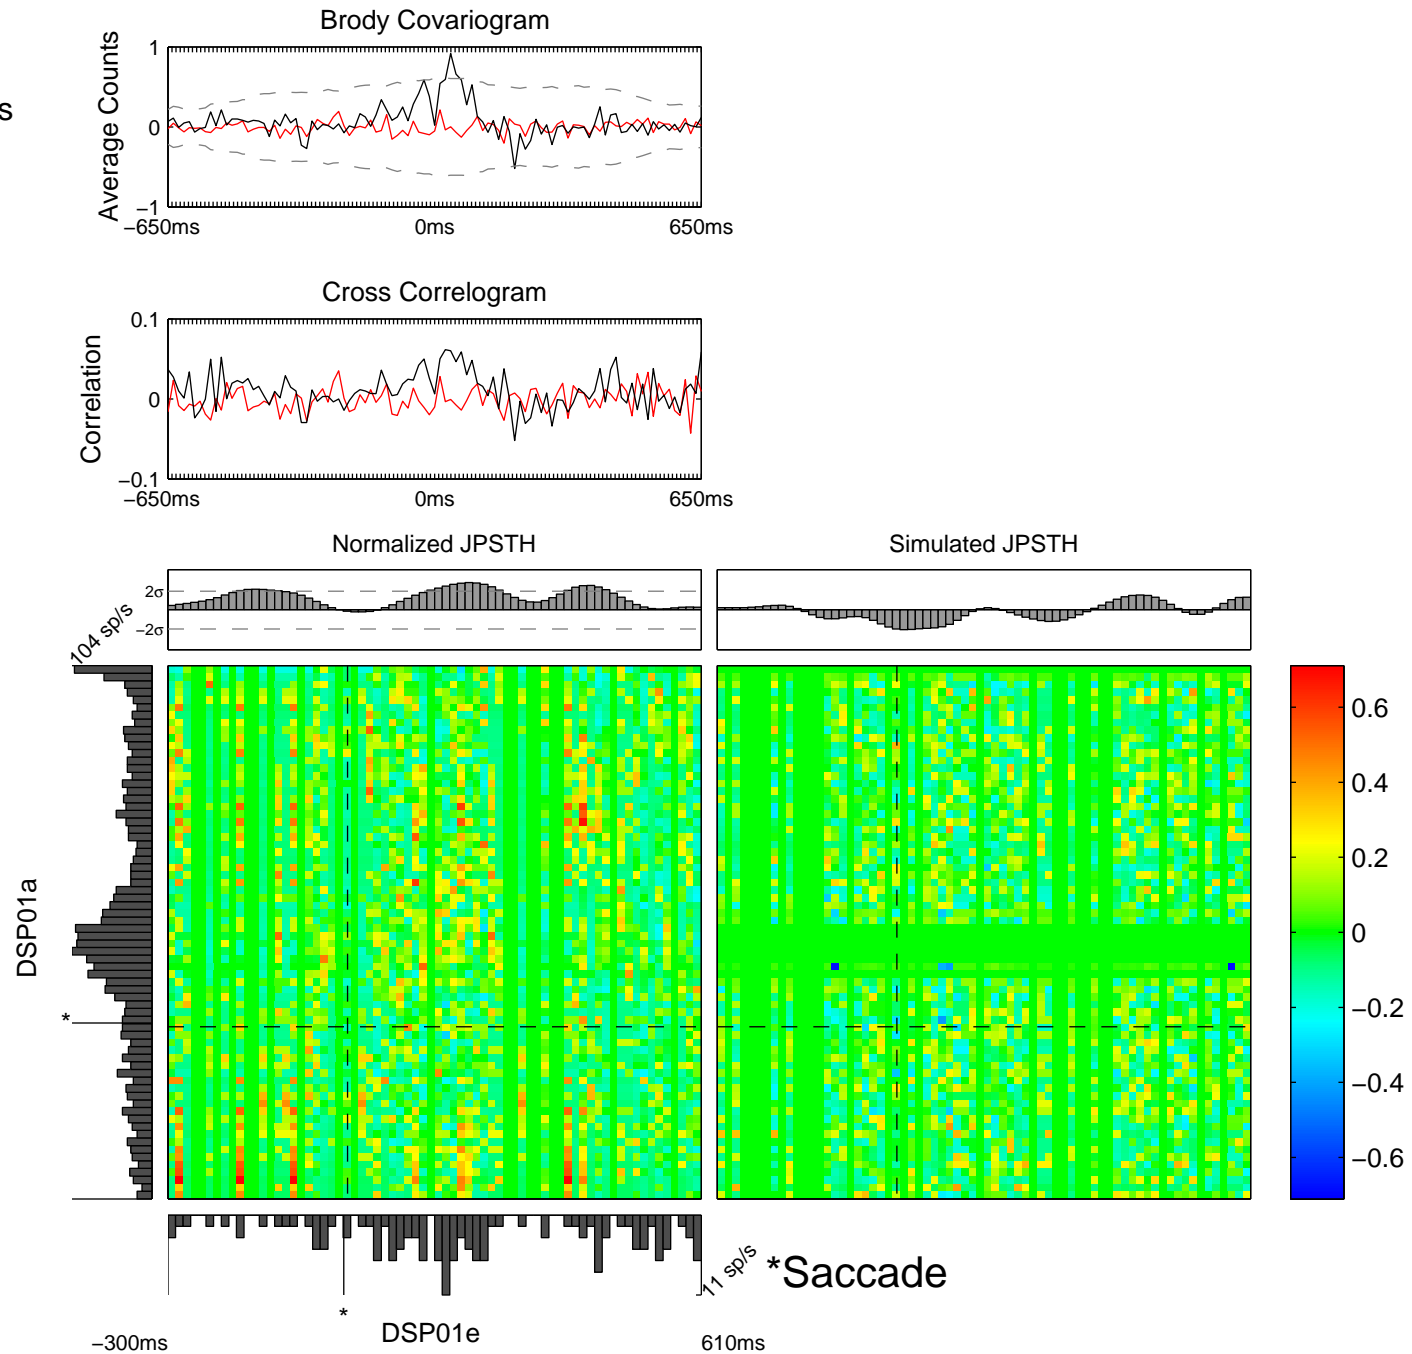 Brody Covariogram
s
Average Counts
1
0
−1
−650ms
0ms
650ms
Cross Correlogram
Correlation
0.1
0
−0.1
−650ms
0ms
650ms
Normalized JPSTH
Simulated JPSTH
2σ
−2σ
104 sp/s
DSP01a
*
0.6
0.4
0.2
0
−0.2
−0.4
−0.6
11 sp/s
*Saccade
*
DSP01e
−300ms
610ms